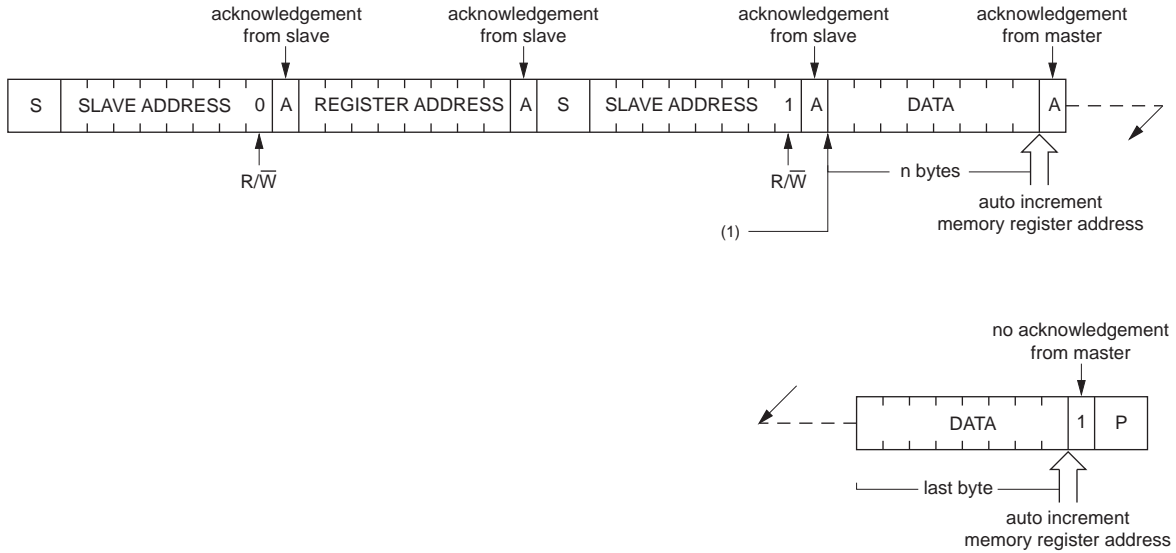 acknowledgement
from slave
acknowledgement
from slave
acknowledgement
from slave
acknowledgement
from master
S SLAVE ADDRESS 0 A REGISTER ADDRESS A S SLAVE ADDRESS 1 A DATA A
R/W̅
R/W̅
n bytes
auto increment
memory register address
(1)
no acknowledgement
from master
DATA 1 P
last byte
auto increment
memory register address